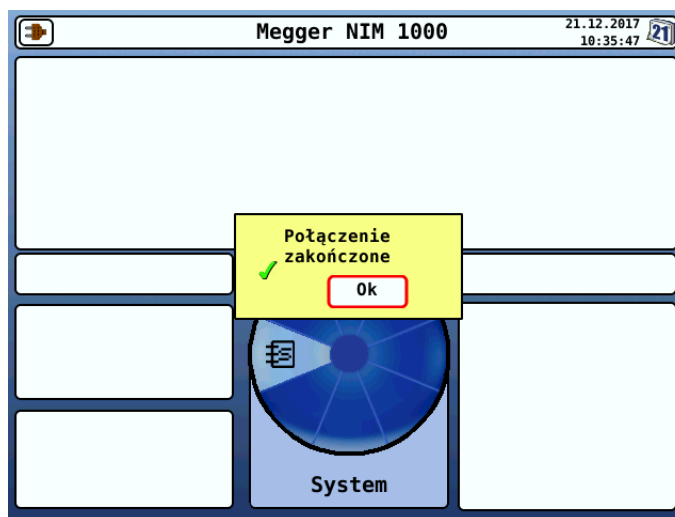 Megger NIM 1000
21.12.2017
10:35:47
21
Połączenie
zakończone
Ok
System